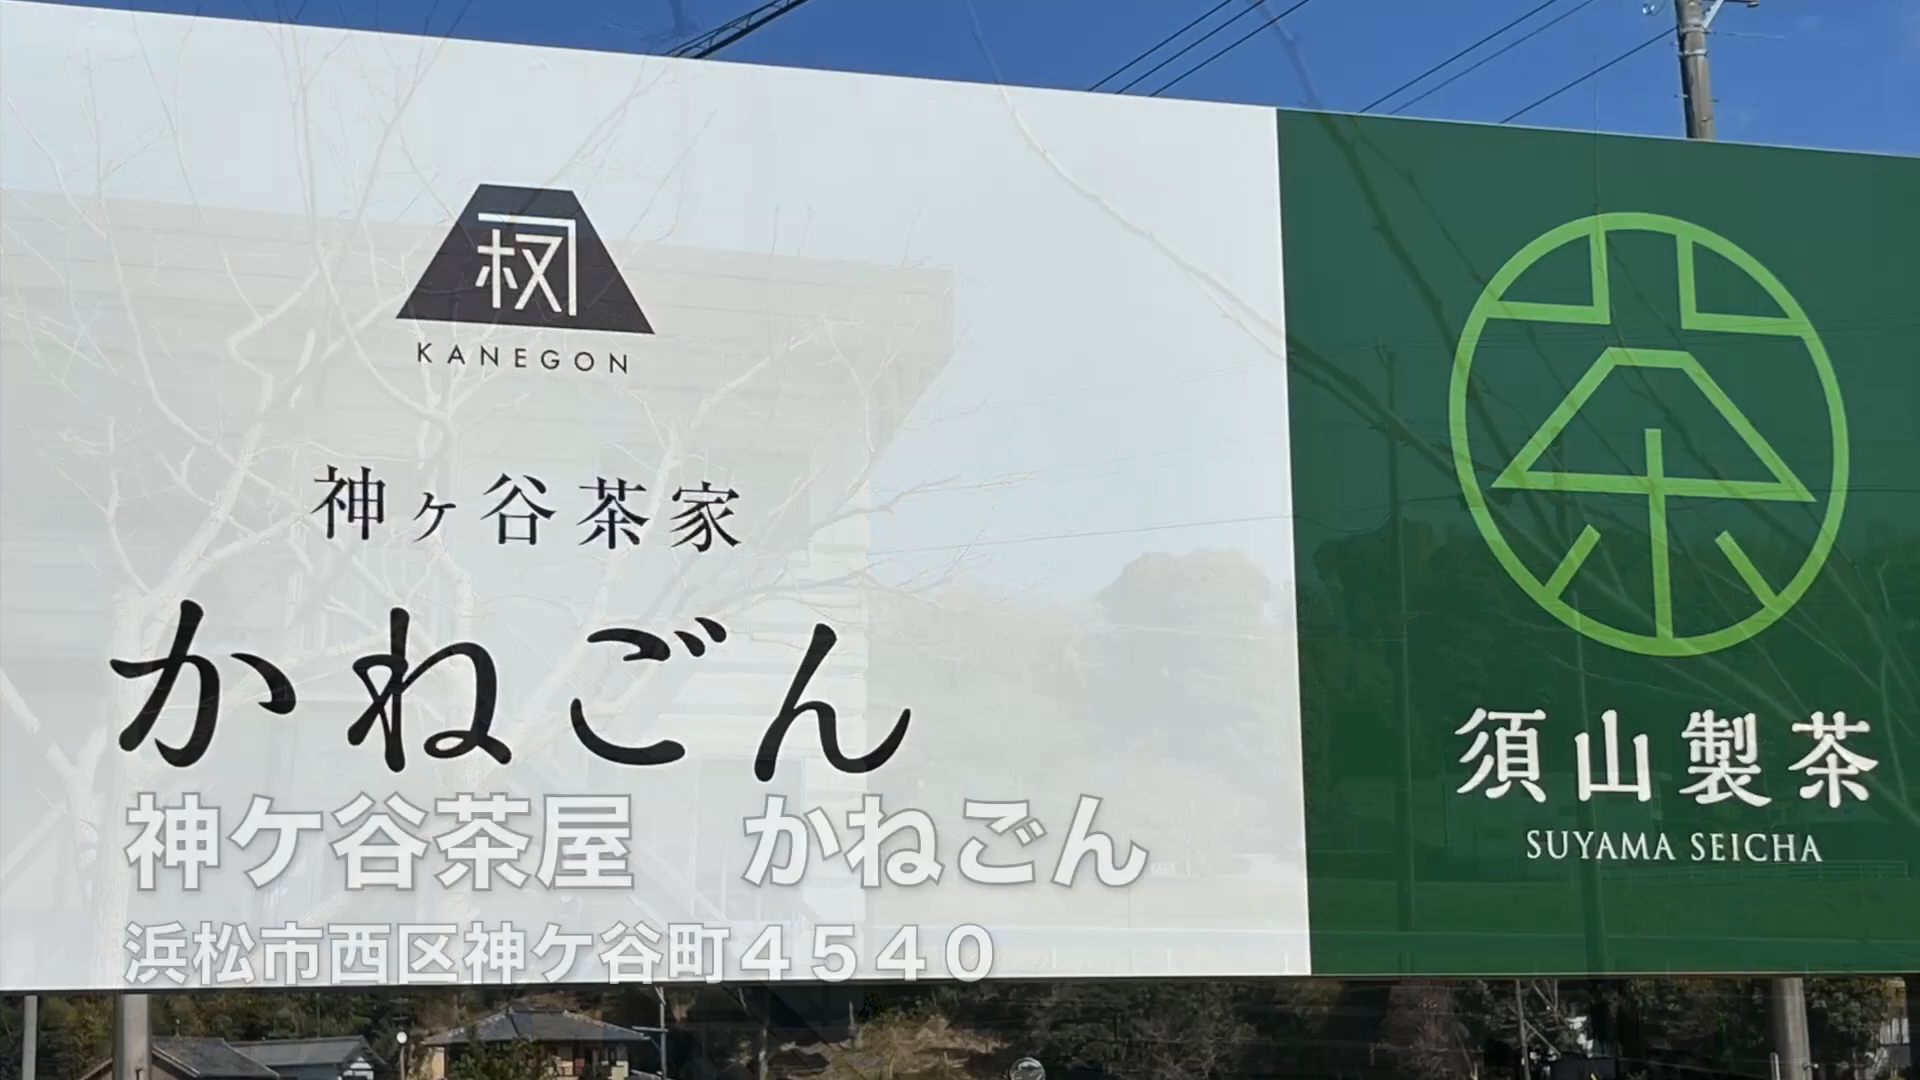 KANEGON
神ヶ谷茶家
かねごん
須山製茶
SUYAMA SEICHA
神ケ谷茶屋　かねごん
浜松市西区神ケ谷町４５４０